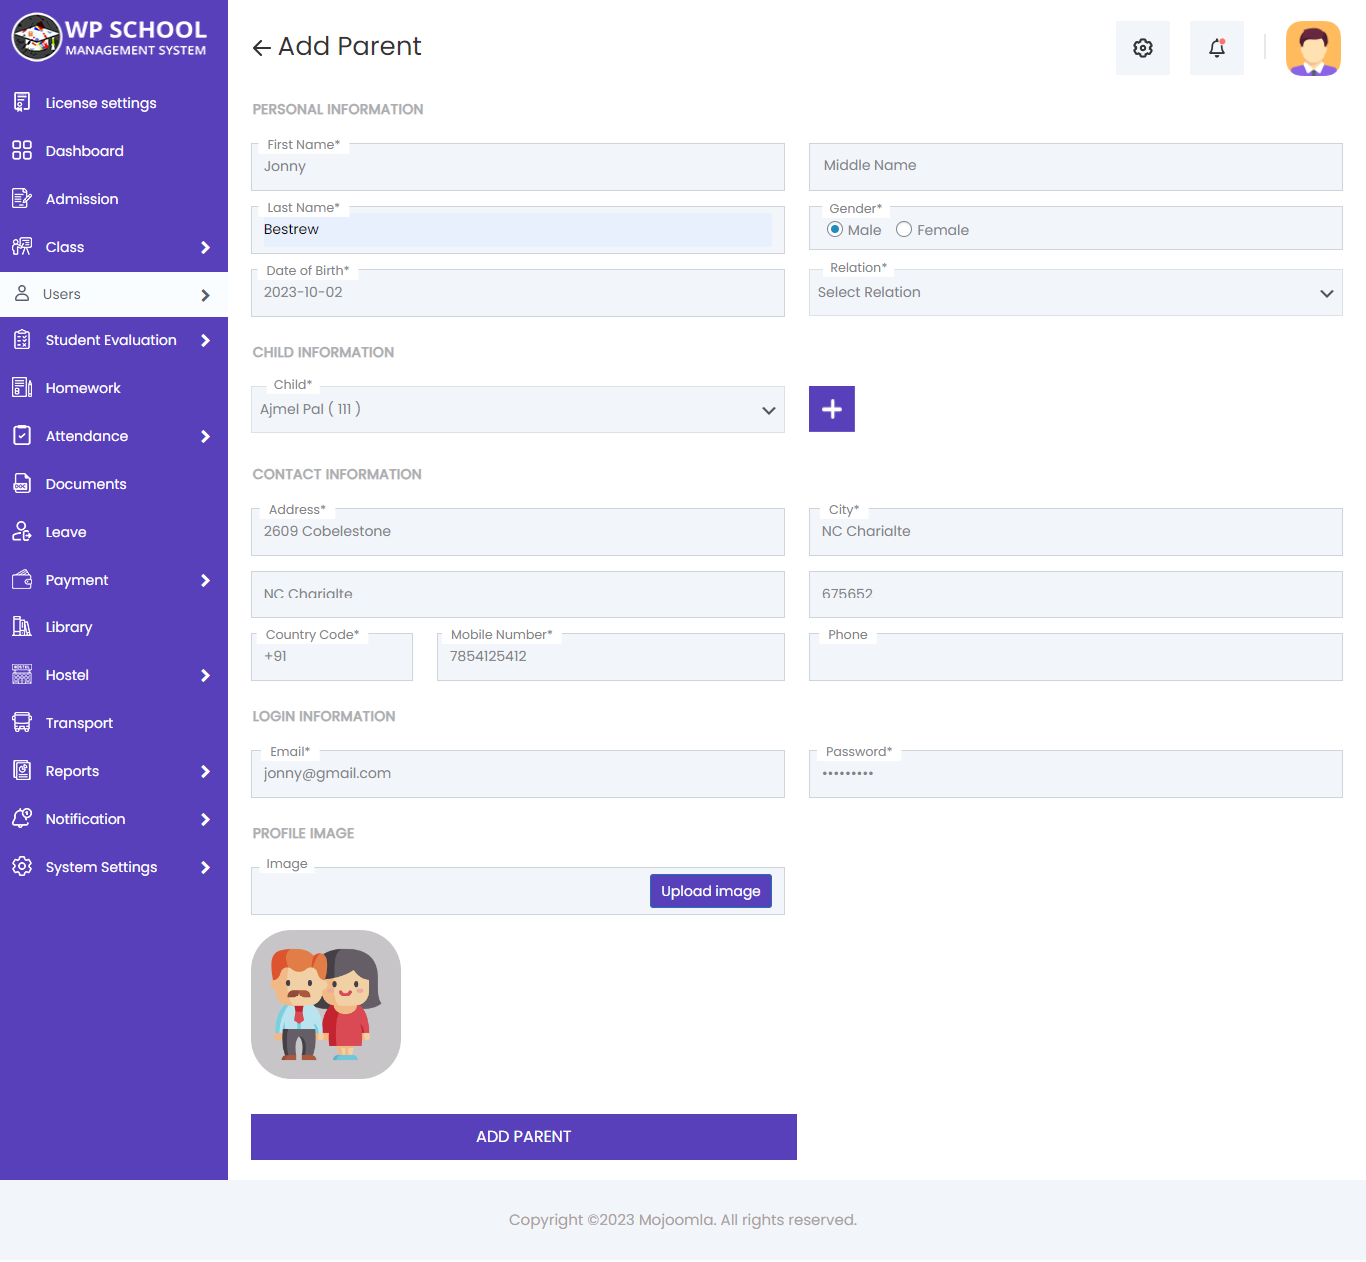 WP SCHOOL
MANAGEMENT SYSTEM
License settings
Dashboard
Admission
Class
Users
Student Evaluation
Homework
Attendance
Documents
Leave
Payment
Library
Hostel
Transport
Reports
Notification
System Settings
Add Parent
PERSONAL INFORMATION
First Name*
Jonny
Middle Name
Last Name*
Bestrew
Gender*
Male Female
Date of Birth*
2023-10-02
Relation*
Select Relation
CHILD INFORMATION
Child*
Ajmel Pal ( 111 )
CONTACT INFORMATION
Address*
2609 Cobelestone
City*
NC Charialte
NC Charialte
675652
Country Code*
+91
Mobile Number*
7854125412
Phone
LOGIN INFORMATION
Email*
jonny@gmail.com
Password*
•••••••••
PROFILE IMAGE
Image
Upload image
ADD PARENT
Copyright ©2023 Mojoomla. All rights reserved.